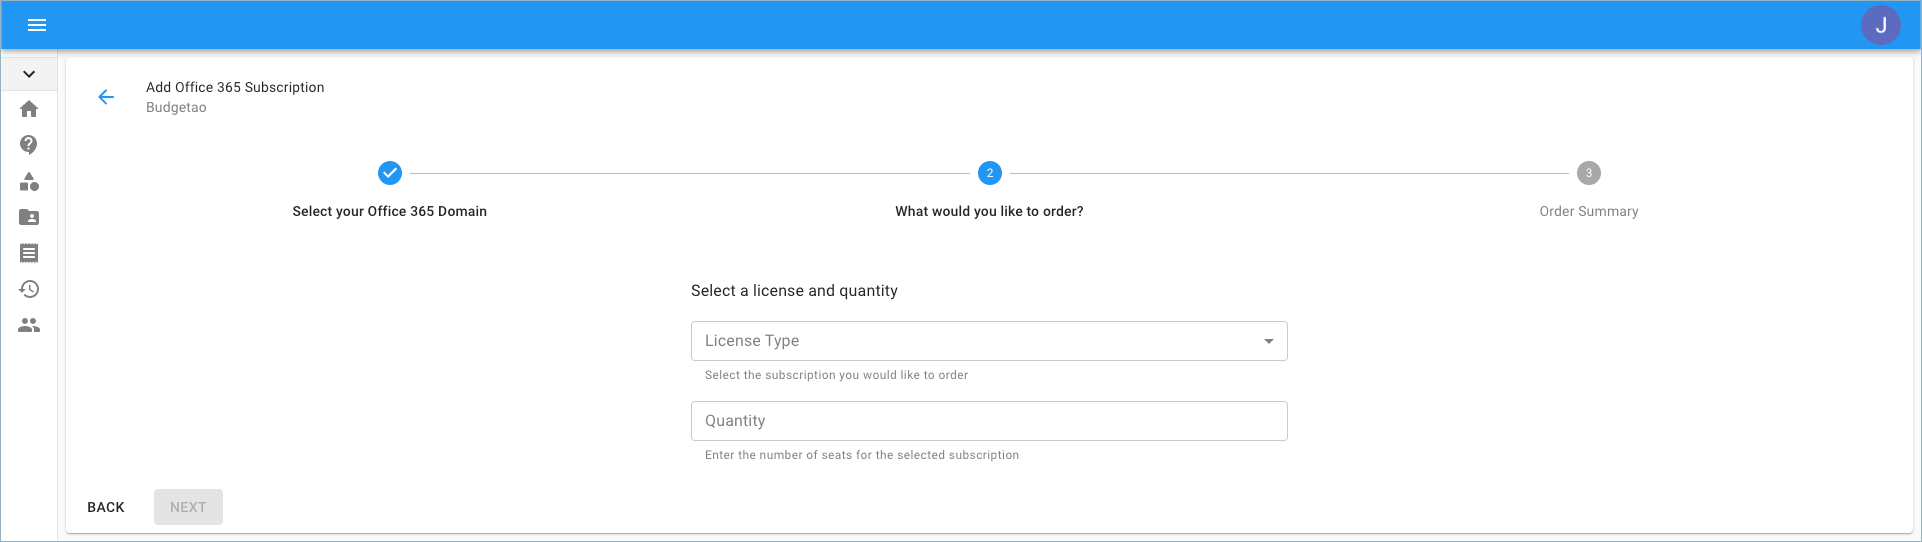 J
Add Office 365 Subscription
Budgetao
2
3
Select your Office 365 Domain
What would you like to order?
Order Summary
Select a license and quantity
License Type
Select the subscription you would like to order
Quantity
Enter the number of seats for the selected subscription
BACK
NEXT